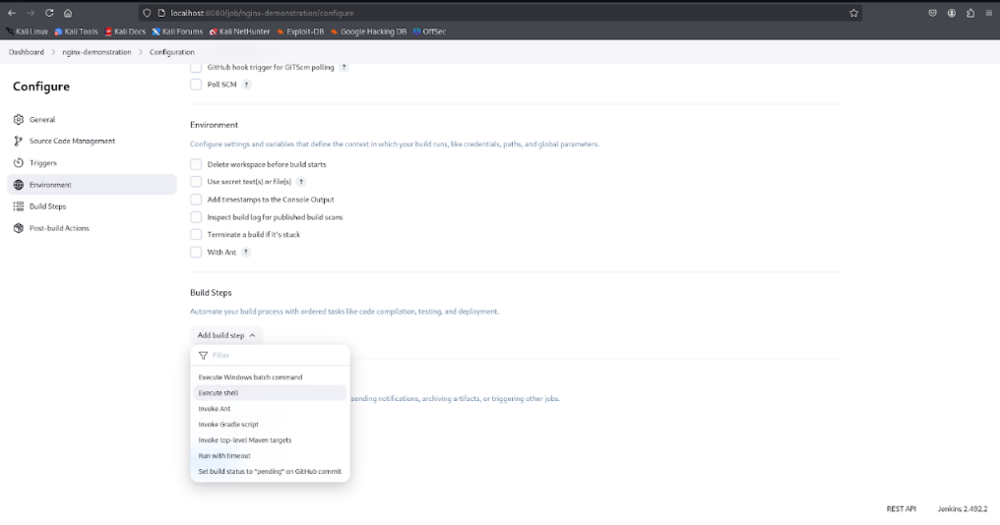 localhost:8080/job/nginx-demonstration/configure
Kali Linux Kali Tools Kali Docs Kali Forums Kali NetHunter Exploit-DB Google Hacking DB OffSec
Dashboard > nginx-demonstration > Configuration
Configure
General
Source Code Management
Triggers
Environment
Build Steps
Post-build Actions
GitHub hook trigger for GITScm polling ?
Poll SCM ?
Environment
Configure settings and variables that define the context in which your build runs, like credentials, paths, and global parameters.
Delete workspace before build starts
Use secret text(s) or file(s) ?
Add timestamps to the Console Output
Inspect build log for published build scans
Terminate a build if it's stuck
With Ant ?
Build Steps
Automate your build process with ordered tasks like code compilation, testing, and deployment.
Add build step
Filter
Execute Windows batch command
Execute shell
sending notifications, archiving artifacts, or triggering other jobs.
Invoke Ant
Invoke Gradle script
Invoke top-level Maven targets
Run with timeout
Set build status to "pending" on GitHub commit
REST API Jenkins 2.492.2